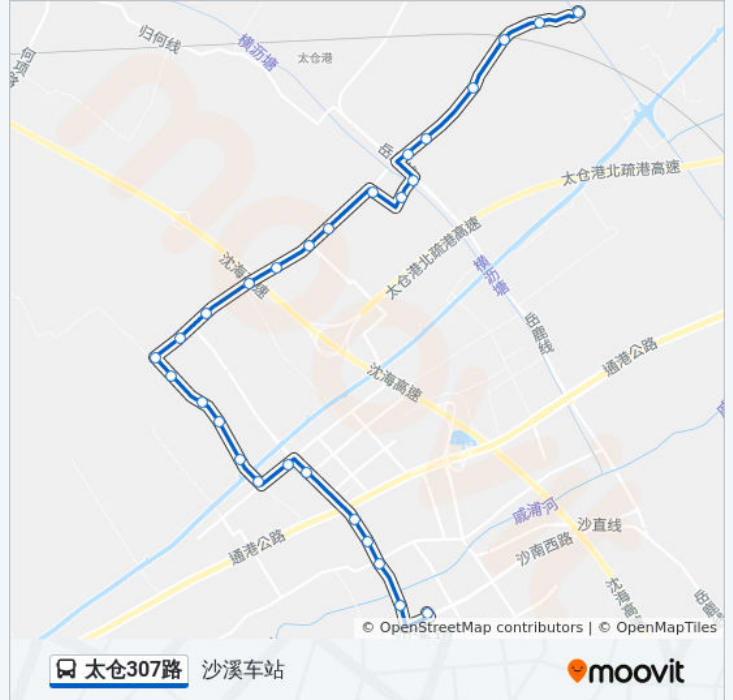 归何线
横沥塘
何项路
太仓港
岳
太仓港北疏港高速
太仓港北疏港高速
沈海高速
横沥塘
岳鹿线
通港公路
沈海高速
戚浦河
沙直线
沙南西路
通港公路
沈海高
岳鹿
© OpenStreetMap contributors | © OpenMapTiles
太仓307路 沙溪车站
moovit